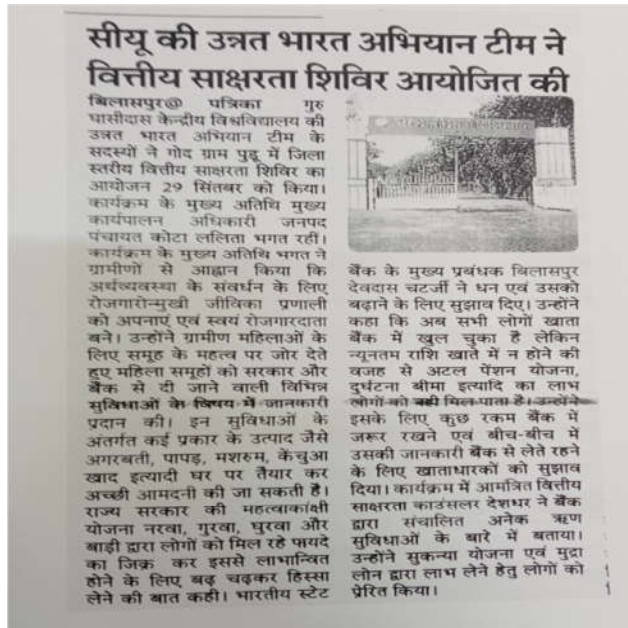 सीयू की उन्नत भारत अभियान टीम ने
वित्तीय साक्षरता शिविर आयोजित की
बिलासपुर@ पत्रिका गुरु
घासीदास केन्द्रीय विश्वविद्यालय की
उन्नत भारत अभियान टीम के
सदस्यों ने गोद ग्राम पुडू में जिला
स्तरीय वित्तीय साक्षरता शिविर का
आयोजन 29 सिंतबर को किया।
कार्यक्रम के मुख्य अतिथि मुख्य
कार्यपालन अधिकारी जनपद
पंचायत कोटा ललिता भगत रहीं।
कार्यक्रम के मुख्य अतिथि भगत ने
ग्रामीणों से आह्वान किया कि
अर्थव्यवस्था के संवर्धन के लिए
रोजगारोन्मुखी जीविका प्रणाली
को अपनाएं एवं स्वयं रोजगारदाता
बने। उन्होंने ग्रामीण महिलाओं के
लिए समूह के महत्व पर जोर देते
हुए महिला समूहों को सरकार और
बैंक से दी जाने वाली विभिन्न
सुविधाओं के विषय में जानकारी
प्रदान की। इन सुविधाओं के
अंतर्गत कई प्रकार के उत्पाद जैसे
अगरबती, पापड़, मशरुम, केंचुआ
खाद इत्यादी घर पर तैयार कर
अच्छी आमदनी की जा सकती है।
राज्य सरकार की महत्वाकांक्षी
योजना नरवा, गुरवा, घुरवा और
बाड़ी द्वारा लोगों को मिल रहे फायदे
का जिक्र कर इससे लाभान्वित
होने के लिए बढ़ चढ़कर हिस्सा
लेने की बात कही। भारतीय स्टेट
बैंक के मुख्य प्रबंधक बिलासपुर
देवदास चटर्जी ने धन एवं उसको
बढ़ाने के लिए सुझाव दिए। उन्होंने
कहा कि अब सभी लोगों खाता
बैंक में खुल चुका है लेकिन
न्यूनतम राशि खाते में न होने की
वजह से अटल पेंशन योजना,
दुर्घटना बीमा इत्यादि का लाभ
लोगों को नही मिल पाता है। उन्होंने
इसके लिए कुछ रकम बैंक में
जरूर रखने एवं बीच-बीच में
उसकी जानकारी बैंक से लेते रहने
के लिए खाताधारकों को सुझाव
दिया। कार्यक्रम में आमंत्रित वित्तीय
साक्षरता काउंसलर देशधर ने बैंक
द्वारा संचालित अनेक ऋण
सुविधाओं के बारे में बताया।
उन्होंने सुकन्या योजना एवं मुद्रा
लोन द्वारा लाभ लेने हेतु लोगों को
प्रेरित किया।